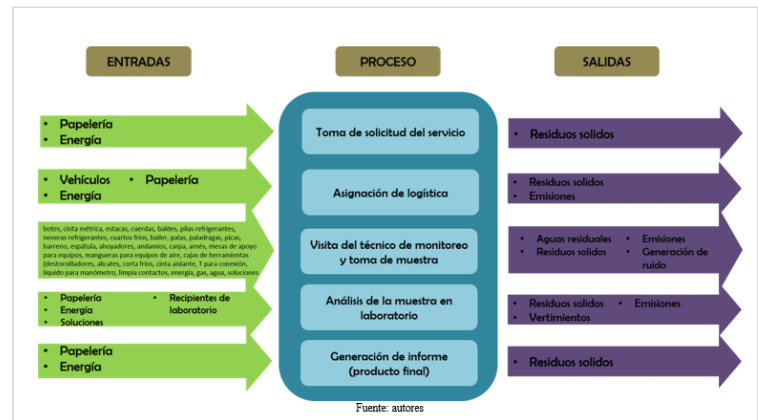 ENTRADAS
PROCESO
SALIDAS
• Papelería
• Energía
Toma de solicitud del servicio
• Residuos solidos
• Vehículos • Papelería
• Energía
Asignación de logística
• Residuos solidos
• Emisiones
botes, cinta métrica, estacas, cuerdas, baldes, pilas refrigerantes,
neveras refrigerantes, cuartos fríos, bailer, palas, paladragas, picas,
barreno, espátula, ahoyadores, andamios, carpa, arnés, mesas de apoyo
para equipos, mangueras para equipos de aire, cajas de herramientas
(destornilladores, alicates, corta fríos, cinta aislante, T para conexión,
líquido para manómetro, limpia contactos, energía, gas, agua, soluciones
Visita del técnico de monitoreo
y toma de muestra
• Aguas residuales • Emisiones
• Residuos solidos • Generación de
ruido
• Papelería • Recipientes de
• Energía laboratorio
• Soluciones
Análisis de la muestra en
laboratorio
• Residuos solidos • Emisiones
• Vertimientos
• Papelería
• Energía
Generación de informe
(producto final)
• Residuos solidos
Fuente: autores